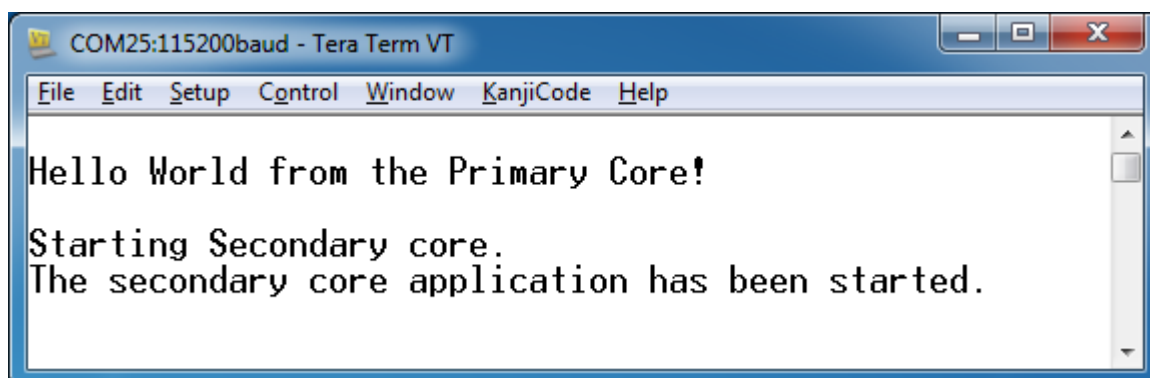 COM25:115200baud - Tera Term VT
File Edit Setup Control Window KanjiCode Help
Hello World from the Primary Core!
Starting Secondary core.
The secondary core application has been started.